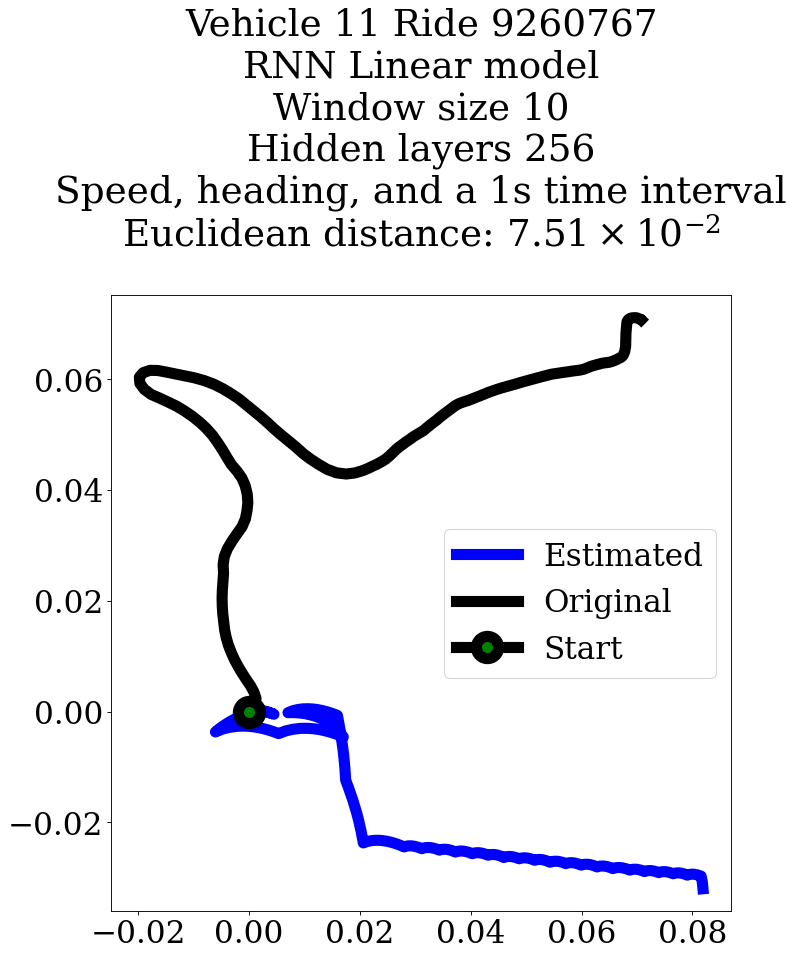 Vehicle 11 Ride 9260767
RNN Linear model
Window size 10
Hidden layers 256
Speed, heading, and a 1s time interval
Euclidean distance: 7.51 × 10⁻²
0.06
0.04
0.02
0.00
−0.02
Estimated
Original
Start
−0.02 0.00 0.02 0.04 0.06 0.08